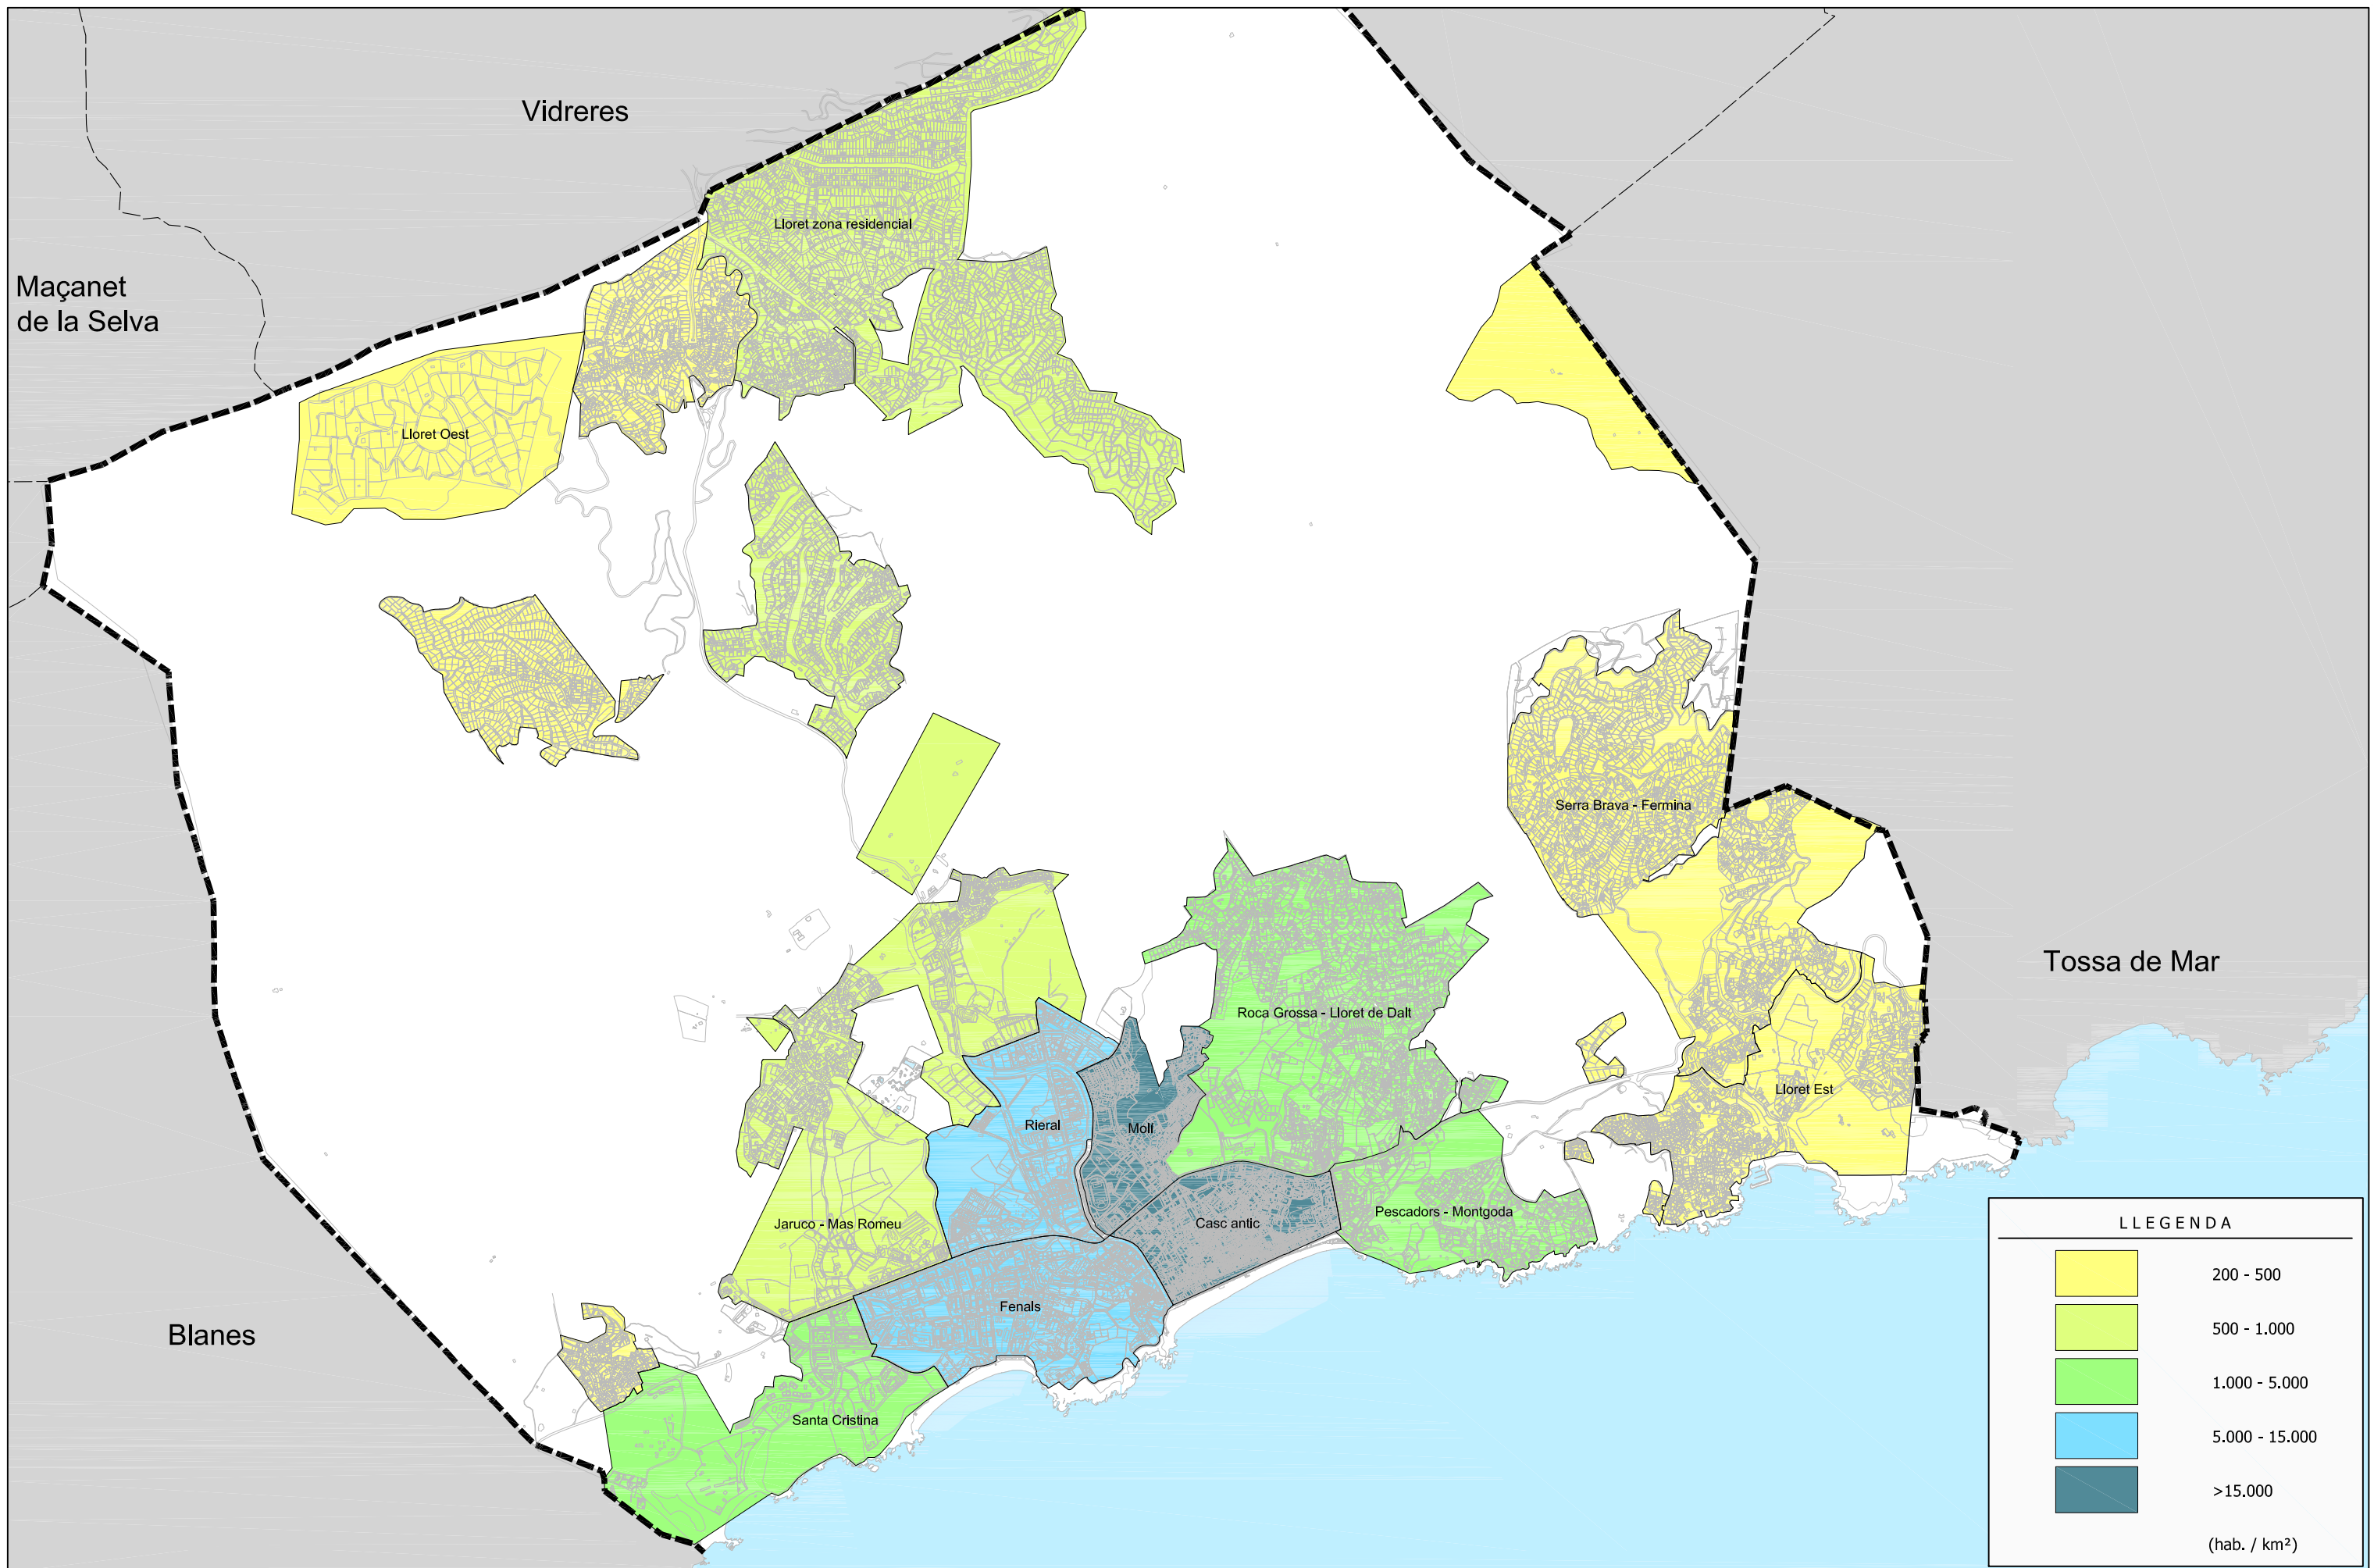 Vidreres
Lloret zona residencial
Maçanet
de la Selva
Lloret Oest
Serra Brava - Fermina
Tossa de Mar
Roca Grossa - Lloret de Dalt
Lloret Est
Rieral
Molí
Pescadors - Montgoda
Jaruco - Mas Romeu
Casc antic
Fenals
Blanes
Santa Cristina
LLEGENDA
200 - 500
500 - 1.000
1.000 - 5.000
5.000 - 15.000
>15.000
(hab. / km²)